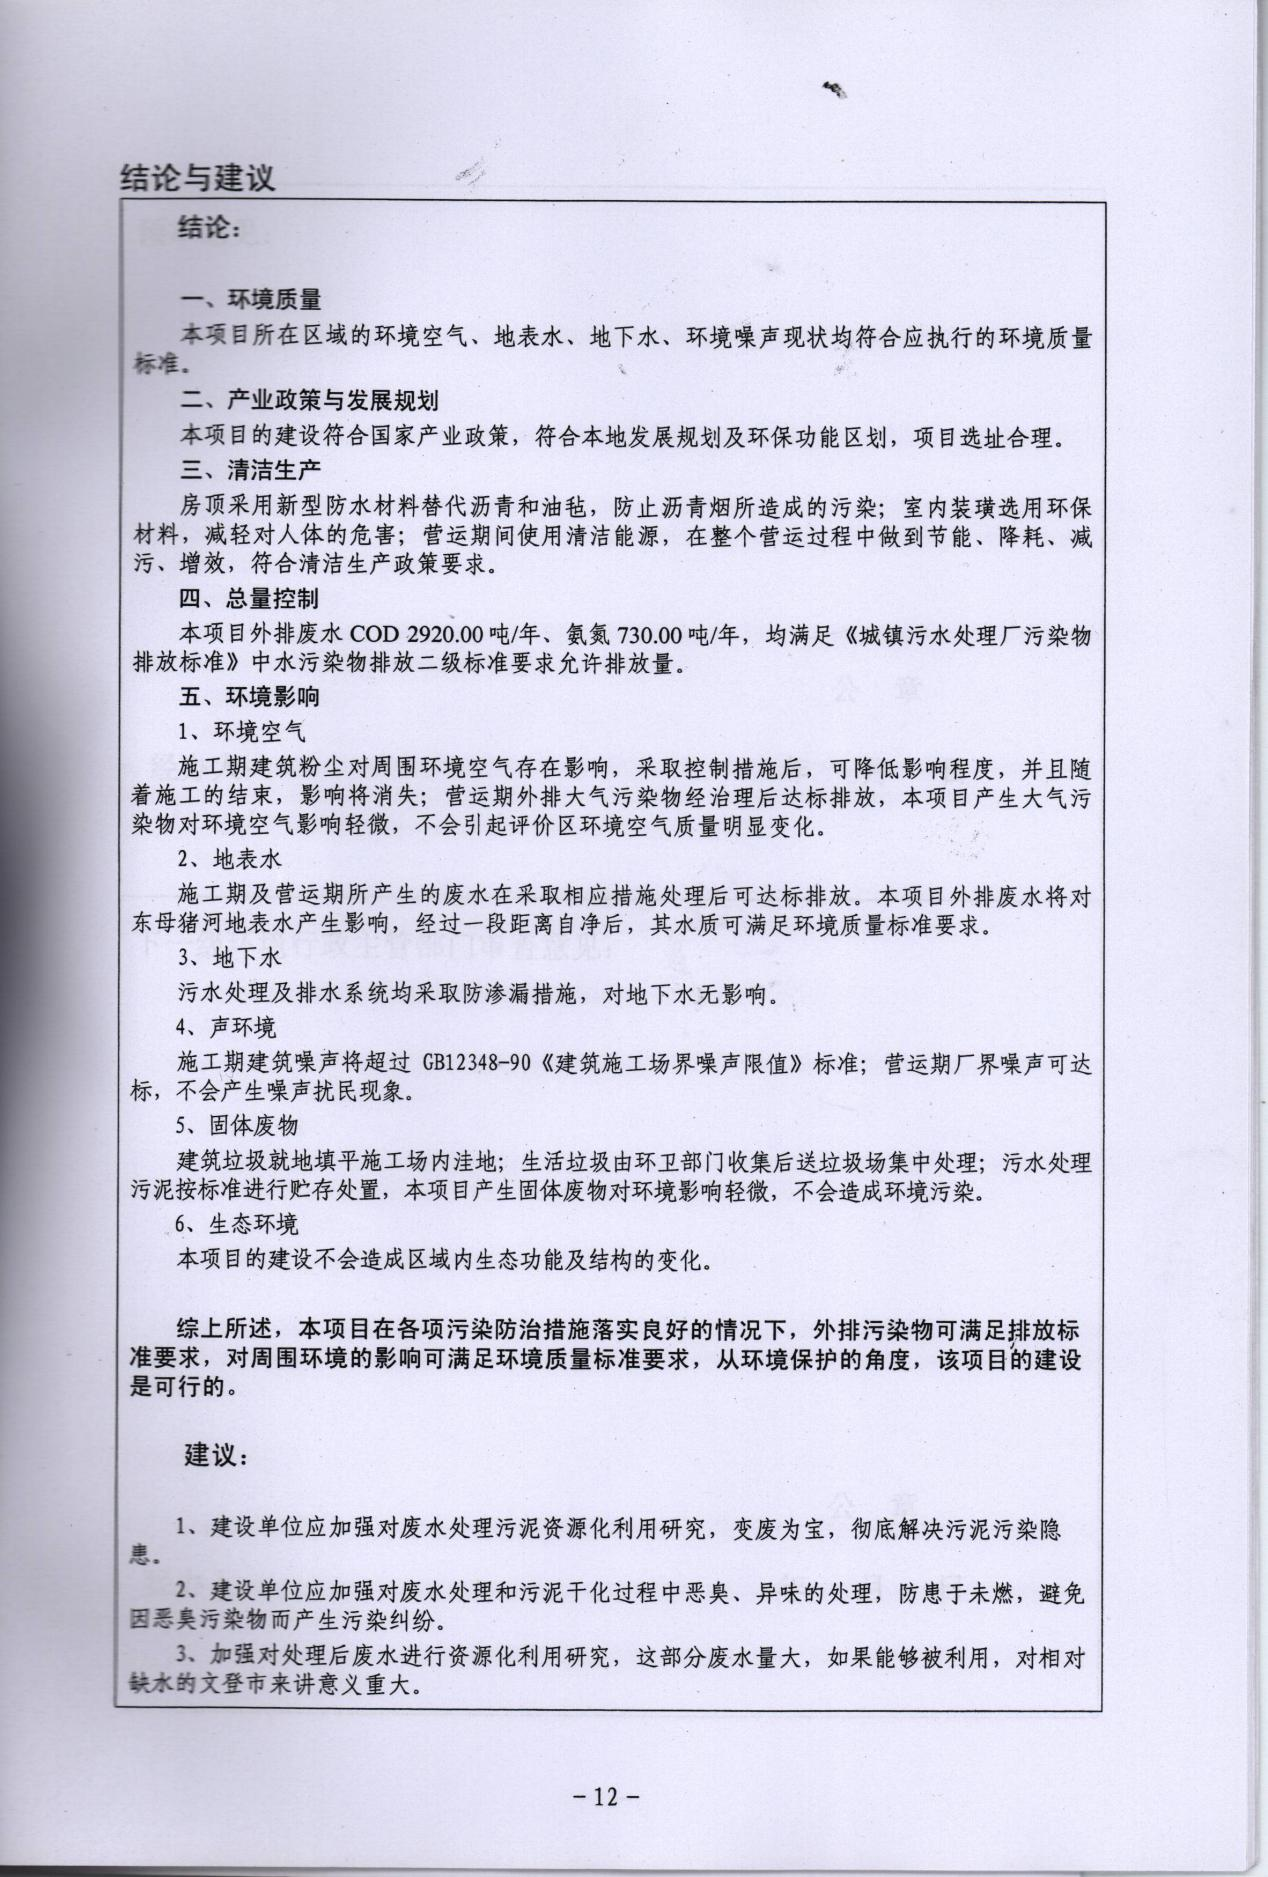 结论与建议
结论：
一、环境质量
本项目所在区域的环境空气、地表水、地下水、环境噪声现状均符合应执行的环境质量
标准。
二、产业政策与发展规划
本项目的建设符合国家产业政策，符合本地发展规划及环保功能区划，项目选址合理。
三、清洁生产
房顶采用新型防水材料替代沥青和油毡，防止沥青烟所造成的污染；室内装璜选用环保
材料，减轻对人体的危害；营运期间使用清洁能源，在整个营运过程中做到节能、降耗、减
污、增效，符合清洁生产政策要求。
四、总量控制
本项目外排废水 COD 2920.00 吨/年、氨氮 730.00 吨/年，均满足《城镇污水处理厂污染物
排放标准》中水污染物排放二级标准要求允许排放量。
五、环境影响
1、环境空气
施工期建筑粉尘对周围环境空气存在影响，采取控制措施后，可降低影响程度，并且随
着施工的结束，影响将消失；营运期外排大气污染物经治理后达标排放，本项目产生大气污
染物对环境空气影响轻微，不会引起评价区环境空气质量明显变化。
2、地表水
施工期及营运期所产生的废水在采取相应措施处理后可达标排放。本项目外排废水将对
东母猪河地表水产生影响，经过一段距离自净后，其水质可满足环境质量标准要求。
3、地下水
污水处理及排水系统均采取防渗漏措施，对地下水无影响。
4、声环境
施工期建筑噪声将超过 GB12348-90《建筑施工场界噪声限值》标准；营运期厂界噪声可达
标，不会产生噪声扰民现象。
5、固体废物
建筑垃圾就地填平施工场内洼地；生活垃圾由环卫部门收集后送垃圾场集中处理；污水处理
污泥按标准进行贮存处置，本项目产生固体废物对环境影响轻微，不会造成环境污染。
6、生态环境
本项目的建设不会造成区域内生态功能及结构的变化。
综上所述，本项目在各项污染防治措施落实良好的情况下，外排污染物可满足排放标
准要求，对周围环境的影响可满足环境质量标准要求，从环境保护的角度，该项目的建设
是可行的。
建议：
1、建设单位应加强对废水处理污泥资源化利用研究，变废为宝，彻底解决污泥污染隐
患。
2、建设单位应加强对废水处理和污泥干化过程中恶臭、异味的处理，防患于未燃，避免
因恶臭污染物而产生污染纠纷。
3、加强对处理后废水进行资源化利用研究，这部分废水量大，如果能够被利用，对相对
缺水的文登市来讲意义重大。
－12－